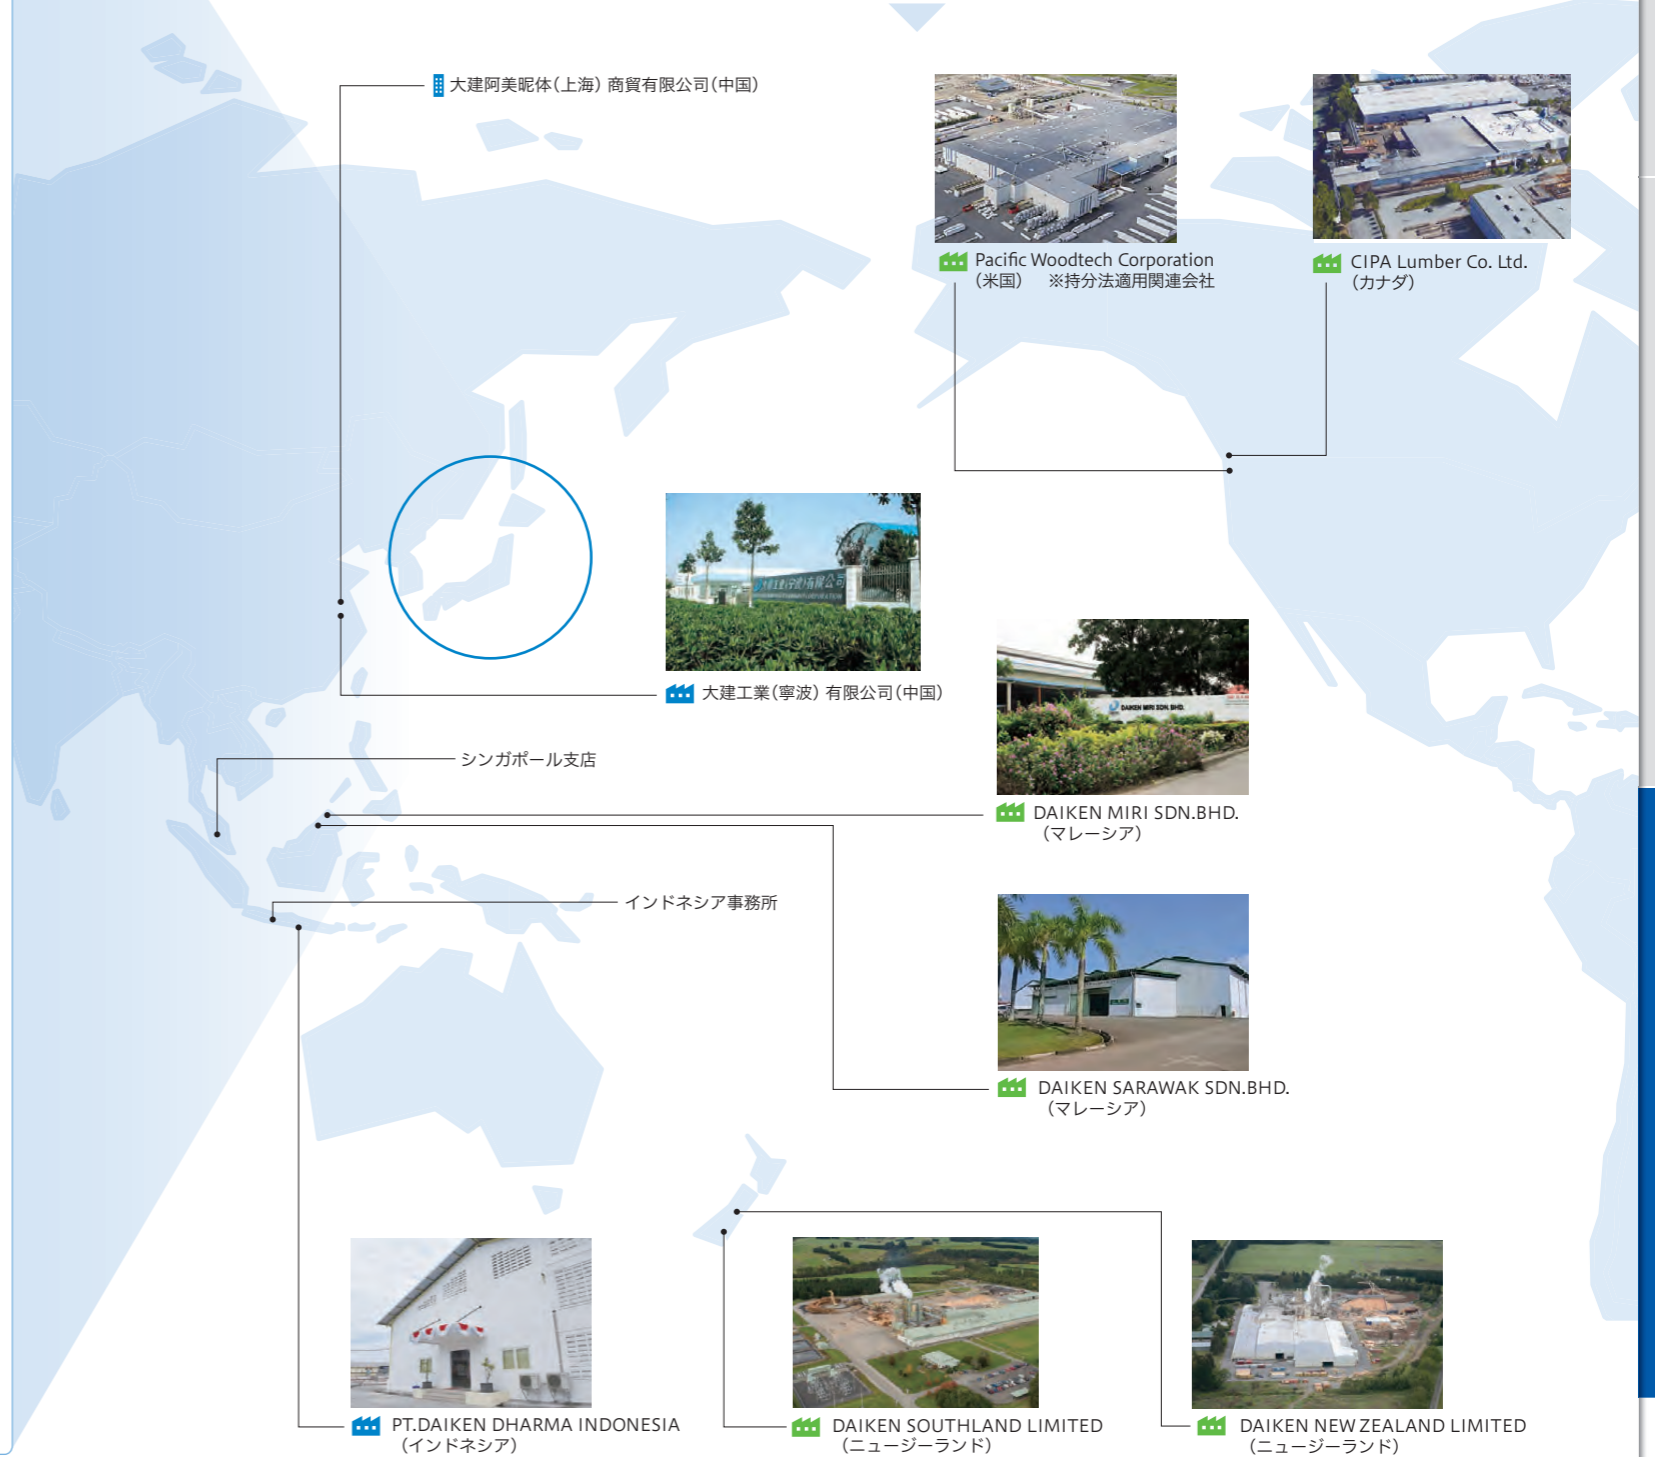 大建阿美昵体(上海) 商貿有限公司(中国)
Pacific Woodtech Corporation
(米国) ※持分法適用関連会社
CIPA Lumber Co. Ltd.
(カナダ)
大建工業(寧波) 有限公司(中国)
DAIKEN MIRI SDN. BHD.
シンガポール支店
DAIKEN MIRI SDN.BHD.
(マレーシア)
インドネシア事務所
DAIKEN SARAWAK SDN.BHD.
(マレーシア)
PT.DAIKEN DHARMA INDONESIA
(インドネシア)
DAIKEN SOUTHLAND LIMITED
(ニュージーランド)
DAIKEN NEW ZEALAND LIMITED
(ニュージーランド)